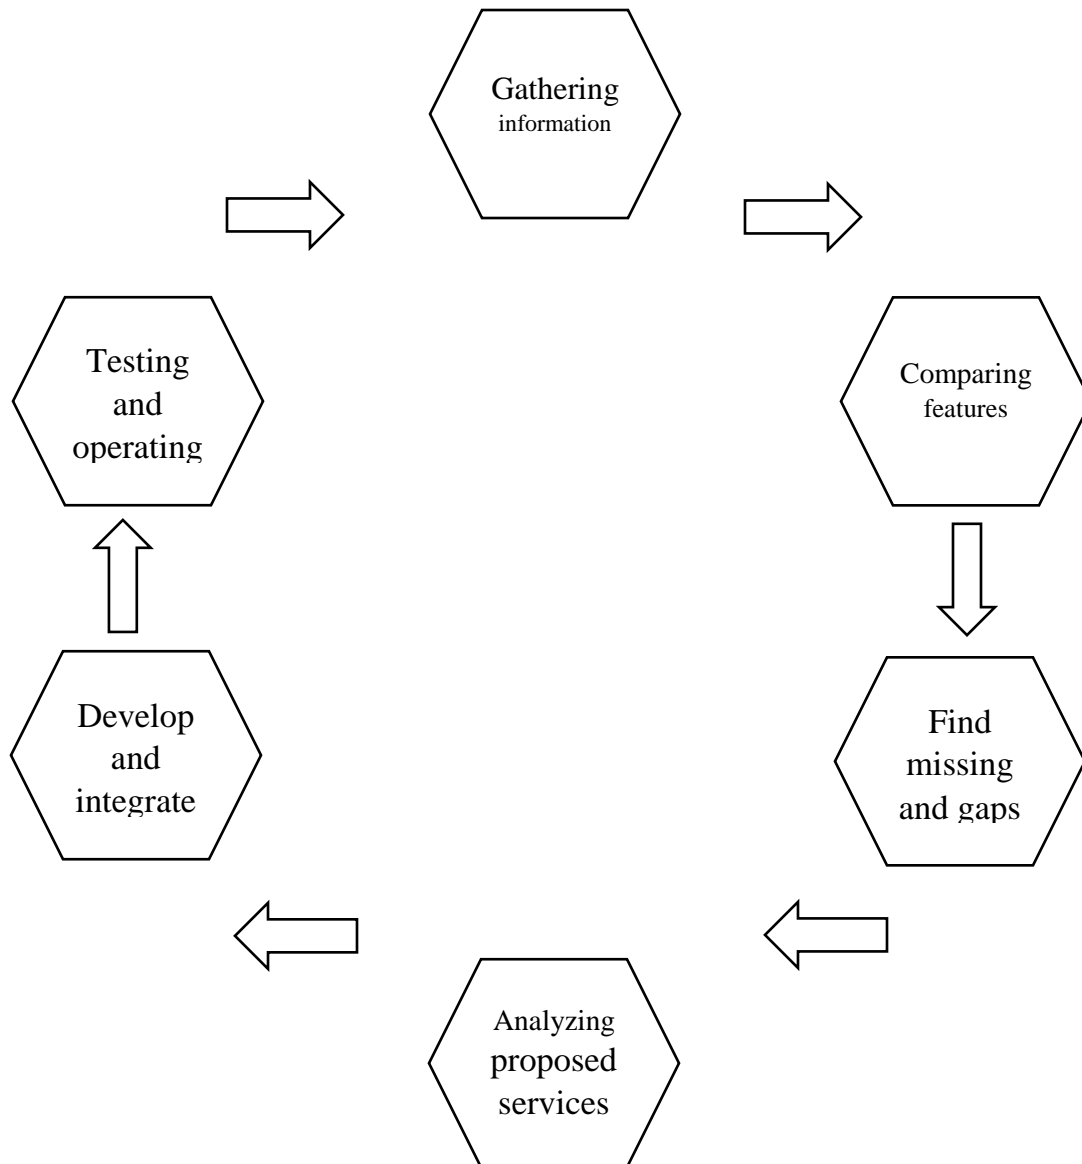 Gathering
information
Comparing
features
Find
missing
and gaps
Analyzing
proposed
services
Develop
and
integrate
Testing
and
operating